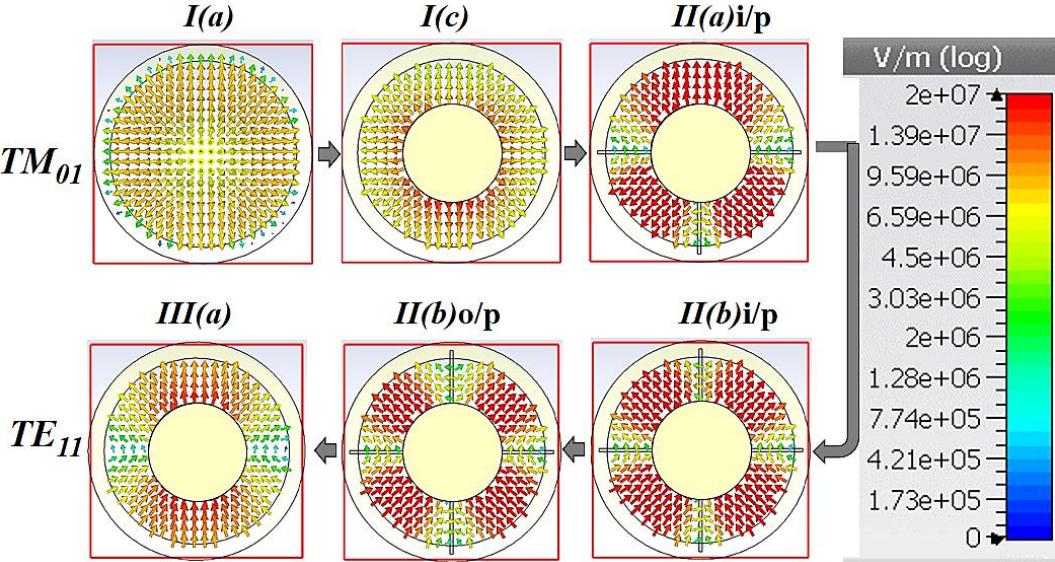 I(a)
I(c)
II(a)i/p
TM01
III(a)
II(b)o/p
II(b)i/p
TE11
V/m (log)
2e+07
1.39e+07
9.59e+06
6.59e+06
4.5e+06
3.03e+06
2e+06
1.28e+06
7.74e+05
4.21e+05
1.73e+05
0